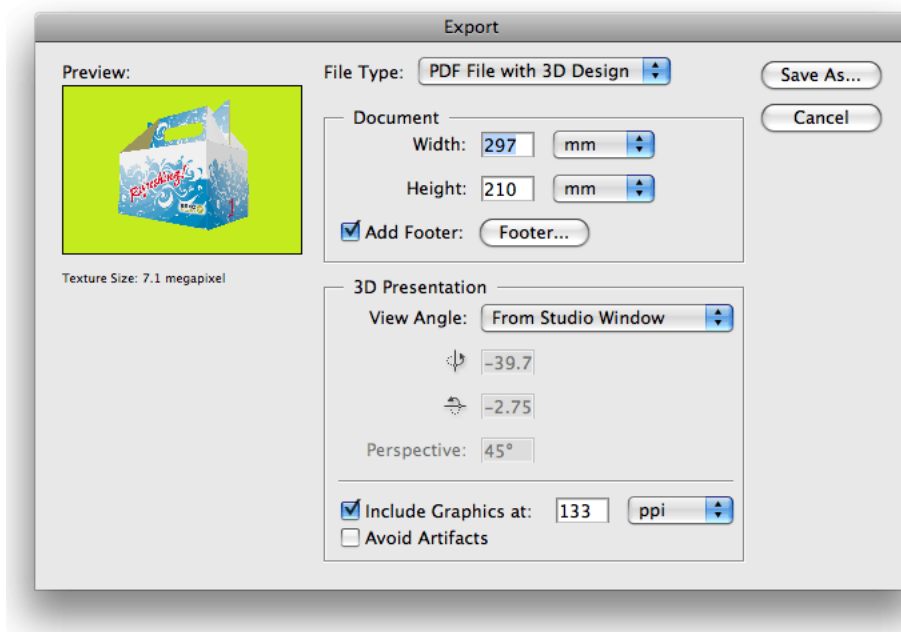 Export
Preview:
Refreshing!
Texture Size: 7.1 megapixel
File Type: PDF File with 3D Design
Document
Width: 297 mm
Height: 210 mm
Add Footer: Footer...
3D Presentation
View Angle: From Studio Window
-39.7
-2.75
Perspective: 45°
Include Graphics at: 133 ppi
Avoid Artifacts
Save As...
Cancel